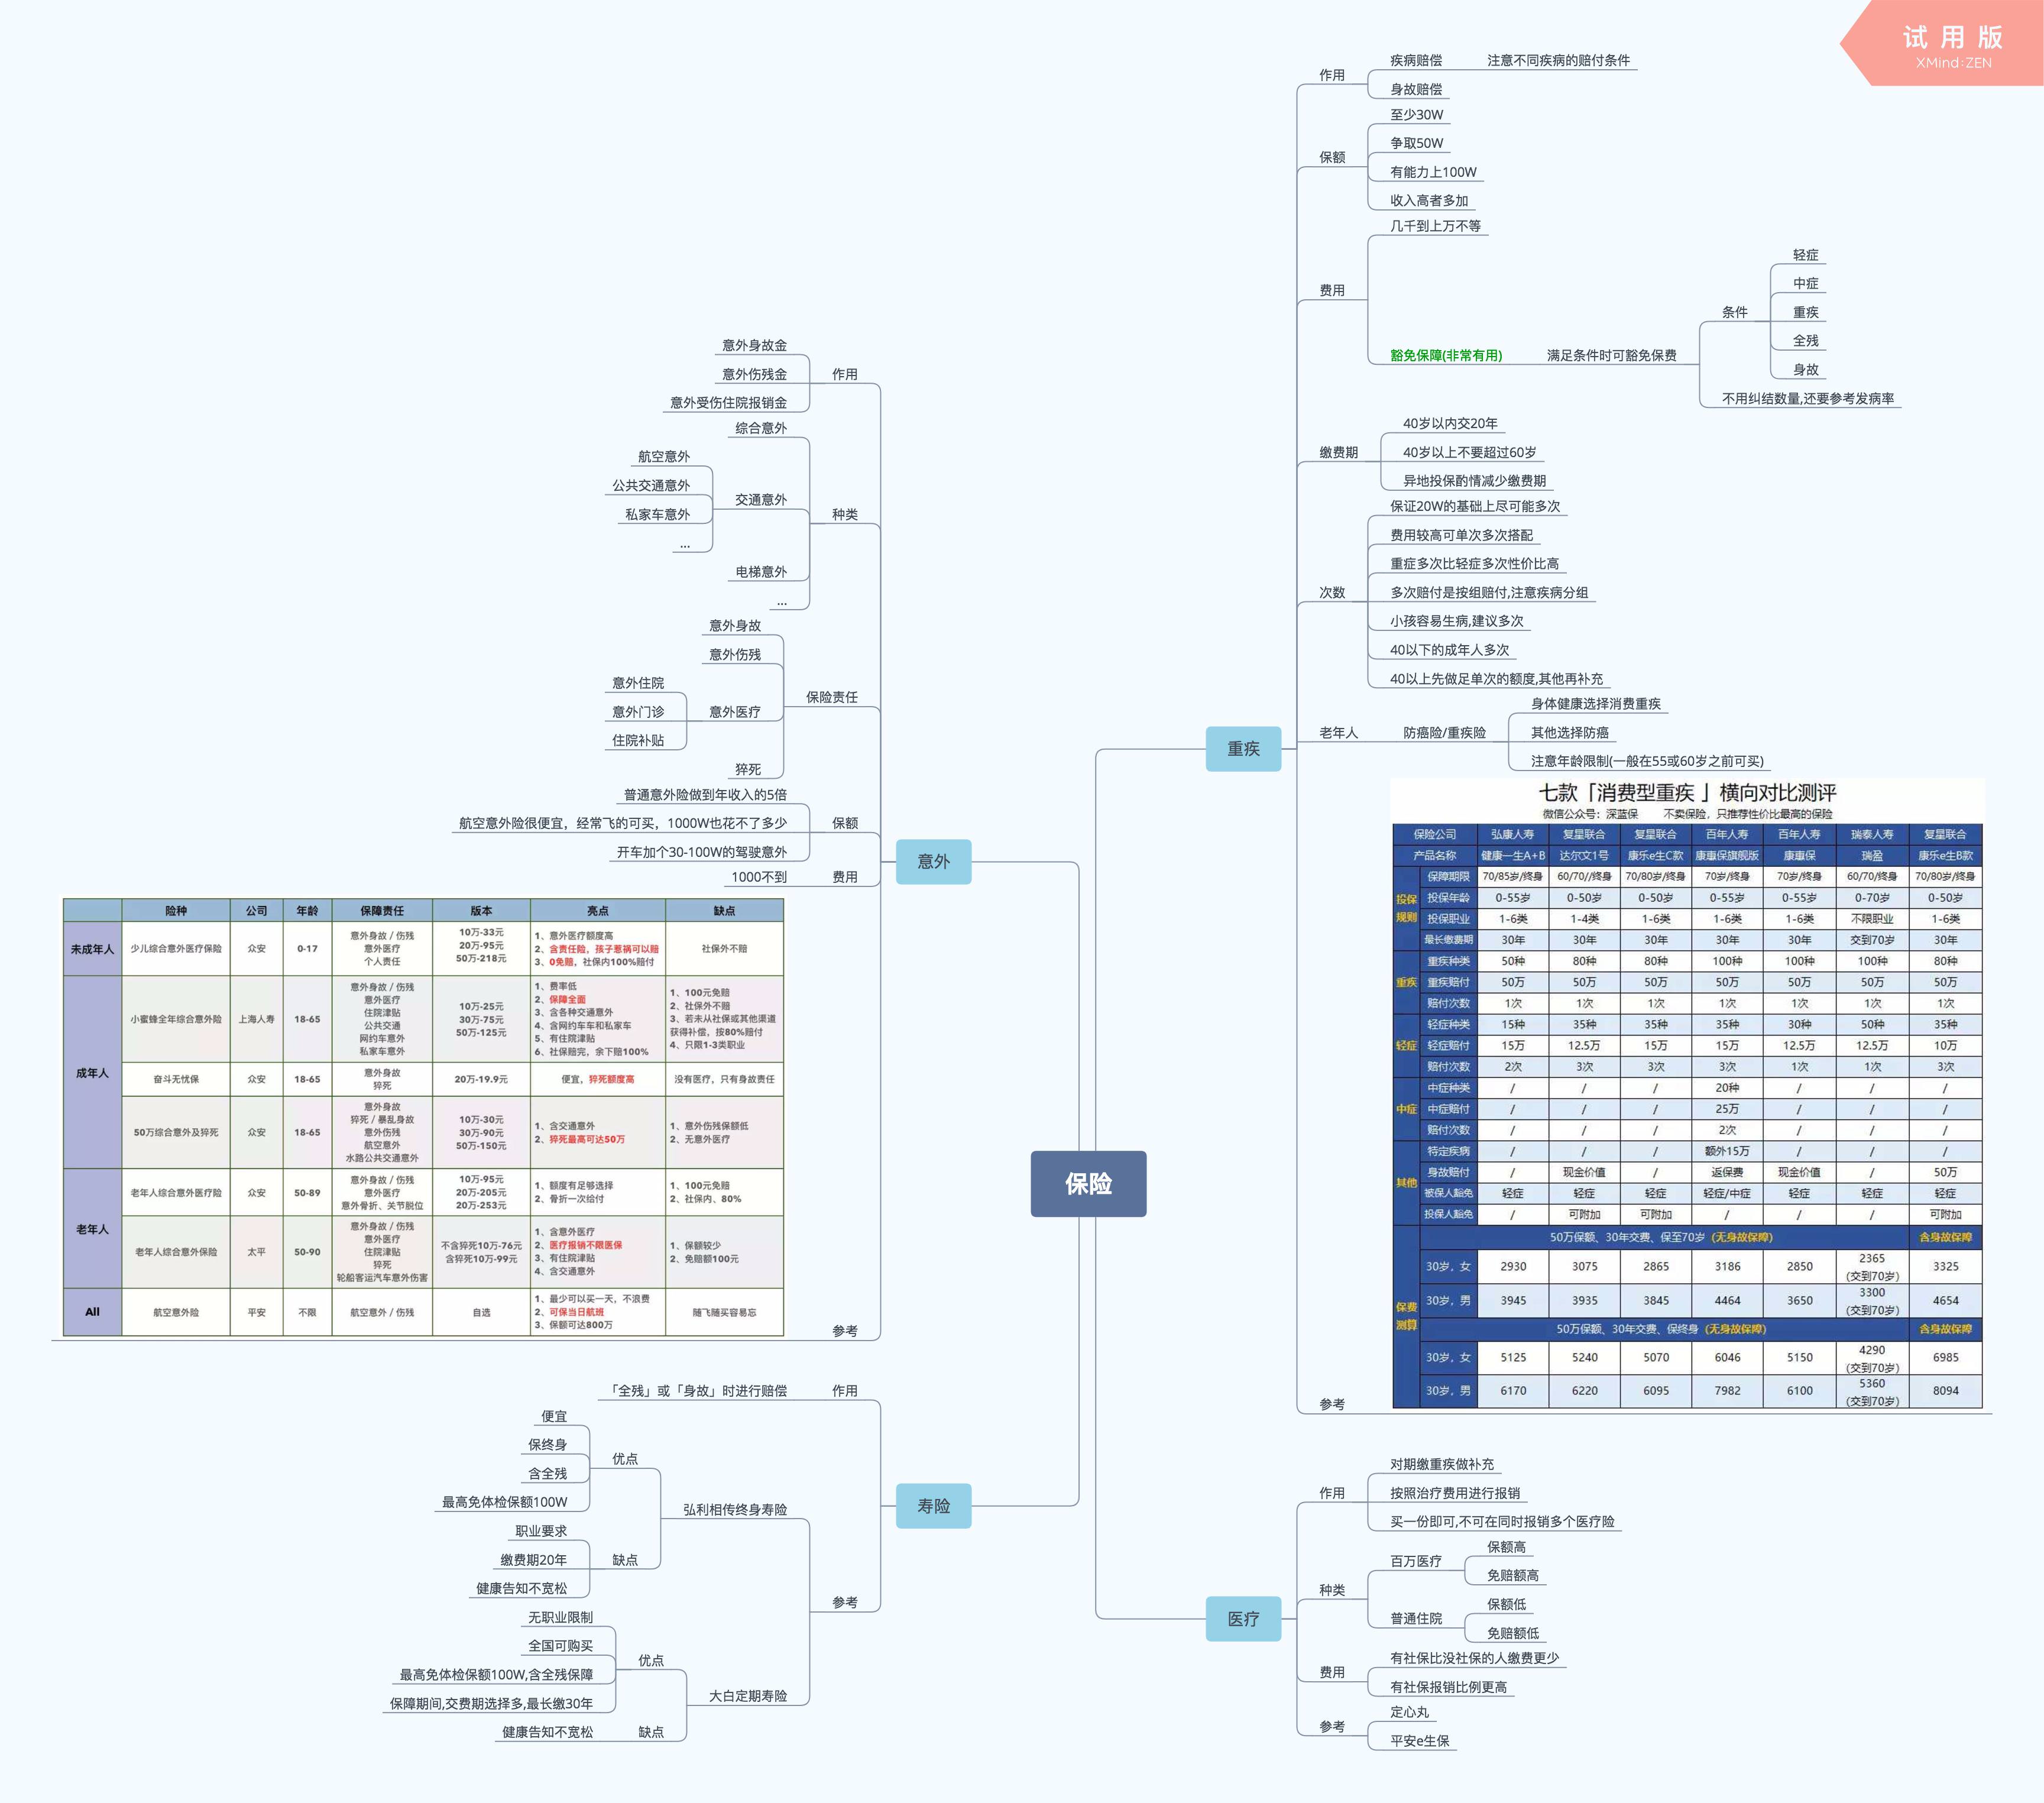 试用版
XMind:ZEN
保险
重疾
作用
疾病赔偿
注意不同疾病的赔付条件
身故赔偿
保额
至少30W
争取50W
有能力上100W
收入高者多加
费用
几千到上万不等
豁免保障(非常有用)
满足条件时可豁免保费
条件
轻症
中症
重疾
全残
身故
不用纠结数量,还要参考发病率
缴费期
40岁以内交20年
40岁以上不要超过60岁
异地投保酌情减少缴费期
次数
保证20W的基础上尽可能多次
费用较高可单次多次搭配
重症多次比轻症多次性价比高
多次赔付是按组赔付,注意疾病分组
小孩容易生病,建议多次
40以下的成年人多次
40以上先做足单次的额度,其他再补充
老年人
防癌险/重疾险
身体健康选择消费重疾
其他选择防癌
注意年龄限制(一般在55或60岁之前可买)
参考
七款「消费型重疾」横向对比测评
微信公众号：深蓝保 不卖保险，只推荐性价比最高的保险
保险公司 弘康人寿 复星联合 复星联合 百年人寿 百年人寿 瑞泰人寿 复星联合
产品名称 健康一生A+B 达尔文1号 康乐e生C款 康惠保旗舰版 康惠保 瑞盈 康乐e生B款
投保规则
保障期限 70/85岁/终身 60/70//终身 70/80岁/终身 70岁/终身 70岁/终身 60/70/终身 70/80岁/终身
投保年龄 0-55岁 0-50岁 0-50岁 0-55岁 0-55岁 0-70岁 0-50岁
投保职业 1-6类 1-4类 1-6类 1-6类 1-6类 不限职业 1-6类
最长缴费期 30年 30年 30年 30年 30年 交到70岁 30年
重疾
重疾种类 50种 80种 80种 100种 100种 100种 80种
重疾赔付 50万 50万 50万 50万 50万 50万 50万
赔付次数 1次 1次 1次 1次 1次 1次 1次
轻症
轻症种类 15种 35种 35种 35种 30种 50种 35种
轻症赔付 15万 12.5万 15万 15万 12.5万 12.5万 10万
赔付次数 2次 3次 3次 3次 1次 1次 3次
中症
中症种类 / / / 20种 / / /
中症赔付 / / / 25万 / / /
赔付次数 / / / 2次 / / /
其他
特定疾病 / / / 额外15万 / / /
身故赔付 / 现金价值 / 返保费 现金价值 / 50万
被保人豁免 轻症 轻症 轻症 轻症/中症 轻症 轻症 轻症
投保人豁免 / 可附加 可附加 / / / 可附加
保费测算
50万保额、30年交费、保至70岁（无身故保障） 含身故保障
30岁，女 2930 3075 2865 3186 2850 2365（交到70岁） 3325
30岁，男 3945 3935 3845 4464 3650 3300（交到70岁） 4654
50万保额、30年交费、保终身（无身故保障） 含身故保障
30岁，女 5125 5240 5070 6046 5150 4290（交到70岁） 6985
30岁，男 6170 6220 6095 7982 6100 5360（交到70岁） 8094
医疗
作用
对期缴重疾做补充
按照治疗费用进行报销
买一份即可,不可在同时报销多个医疗险
种类
百万医疗
保额高
免赔额高
普通住院
保额低
免赔额低
费用
有社保比没社保的人缴费更少
有社保报销比例更高
参考
定心丸
平安e生保
意外
作用
意外身故金
意外伤残金
意外受伤住院报销金
种类
综合意外
交通意外
航空意外
公共交通意外
私家车意外
...
电梯意外
...
保险责任
意外身故
意外伤残
意外医疗
意外住院
意外门诊
住院补贴
猝死
保额
普通意外险做到年收入的5倍
航空意外险很便宜，经常飞的可买，1000W也花不了多少
开车加个30-100W的驾驶意外
费用
1000不到
参考
险种 公司 年龄 保障责任 版本 亮点 缺点
未成年人
少儿综合意外医疗保险 众安 0-17
意外身故 / 伤残
意外医疗
个人责任
10万-33元
20万-95元
50万-218元
1、意外医疗额度高
2、含责任险，孩子惹祸可以赔
3、0免赔，社保内100%赔付
社保外不赔
成年人
小蜜蜂全年综合意外险 上海人寿 18-65
意外身故 / 伤残
意外医疗
住院津贴
公共交通
网约车意外
私家车意外
10万-25元
30万-75元
50万-125元
1、费率低
2、保障全面
3、含各种交通意外
4、含网约车车和私家车
5、有住院津贴
6、社保赔完，余下赔100%
1、100元免赔
2、社保外不赔
3、若未从社保或其他渠道
获得补偿，按80%赔付
4、只限1-3类职业
奋斗无忧保 众安 18-65
意外身故
猝死
20万-19.9元
便宜，猝死额度高
没有医疗，只有身故责任
50万综合意外及猝死 众安 18-65
意外身故
猝死 / 暴乱身故
意外伤残
航空意外
水路公共交通意外
10万-30元
30万-90元
50万-150元
1、含交通意外
2、猝死最高可达50万
1、意外伤残保额低
2、无意外医疗
老年人
老年人综合意外医疗险 众安 50-89
意外身故 / 伤残
意外医疗
意外骨折、关节脱位
10万-95元
20万-205元
20万-253元
1、额度有足够选择
2、骨折一次给付
1、100元免赔
2、社保内、80%
老年人综合意外保险 太平 50-90
意外身故 / 伤残
意外医疗
住院津贴
猝死
轮船客运汽车意外伤害
不含猝死10万-76元
含猝死10万-99元
1、含意外医疗
2、医疗报销不限医保
3、有住院津贴
4、含交通意外
1、保额较少
2、免赔额100元
All
航空意外险 平安 不限
航空意外 / 伤残
自选
1、最少可以买一天，不浪费
2、可保当日航班
3、保额可达800万
随飞随买容易忘
寿险
作用
「全残」或「身故」时进行赔偿
参考
弘利相传终身寿险
优点
便宜
保终身
含全残
最高免体检保额100W
缺点
职业要求
缴费期20年
健康告知不宽松
大白定期寿险
优点
无职业限制
全国可购买
最高免体检保额100W,含全残保障
保障期间,交费期选择多,最长缴30年
缺点
健康告知不宽松